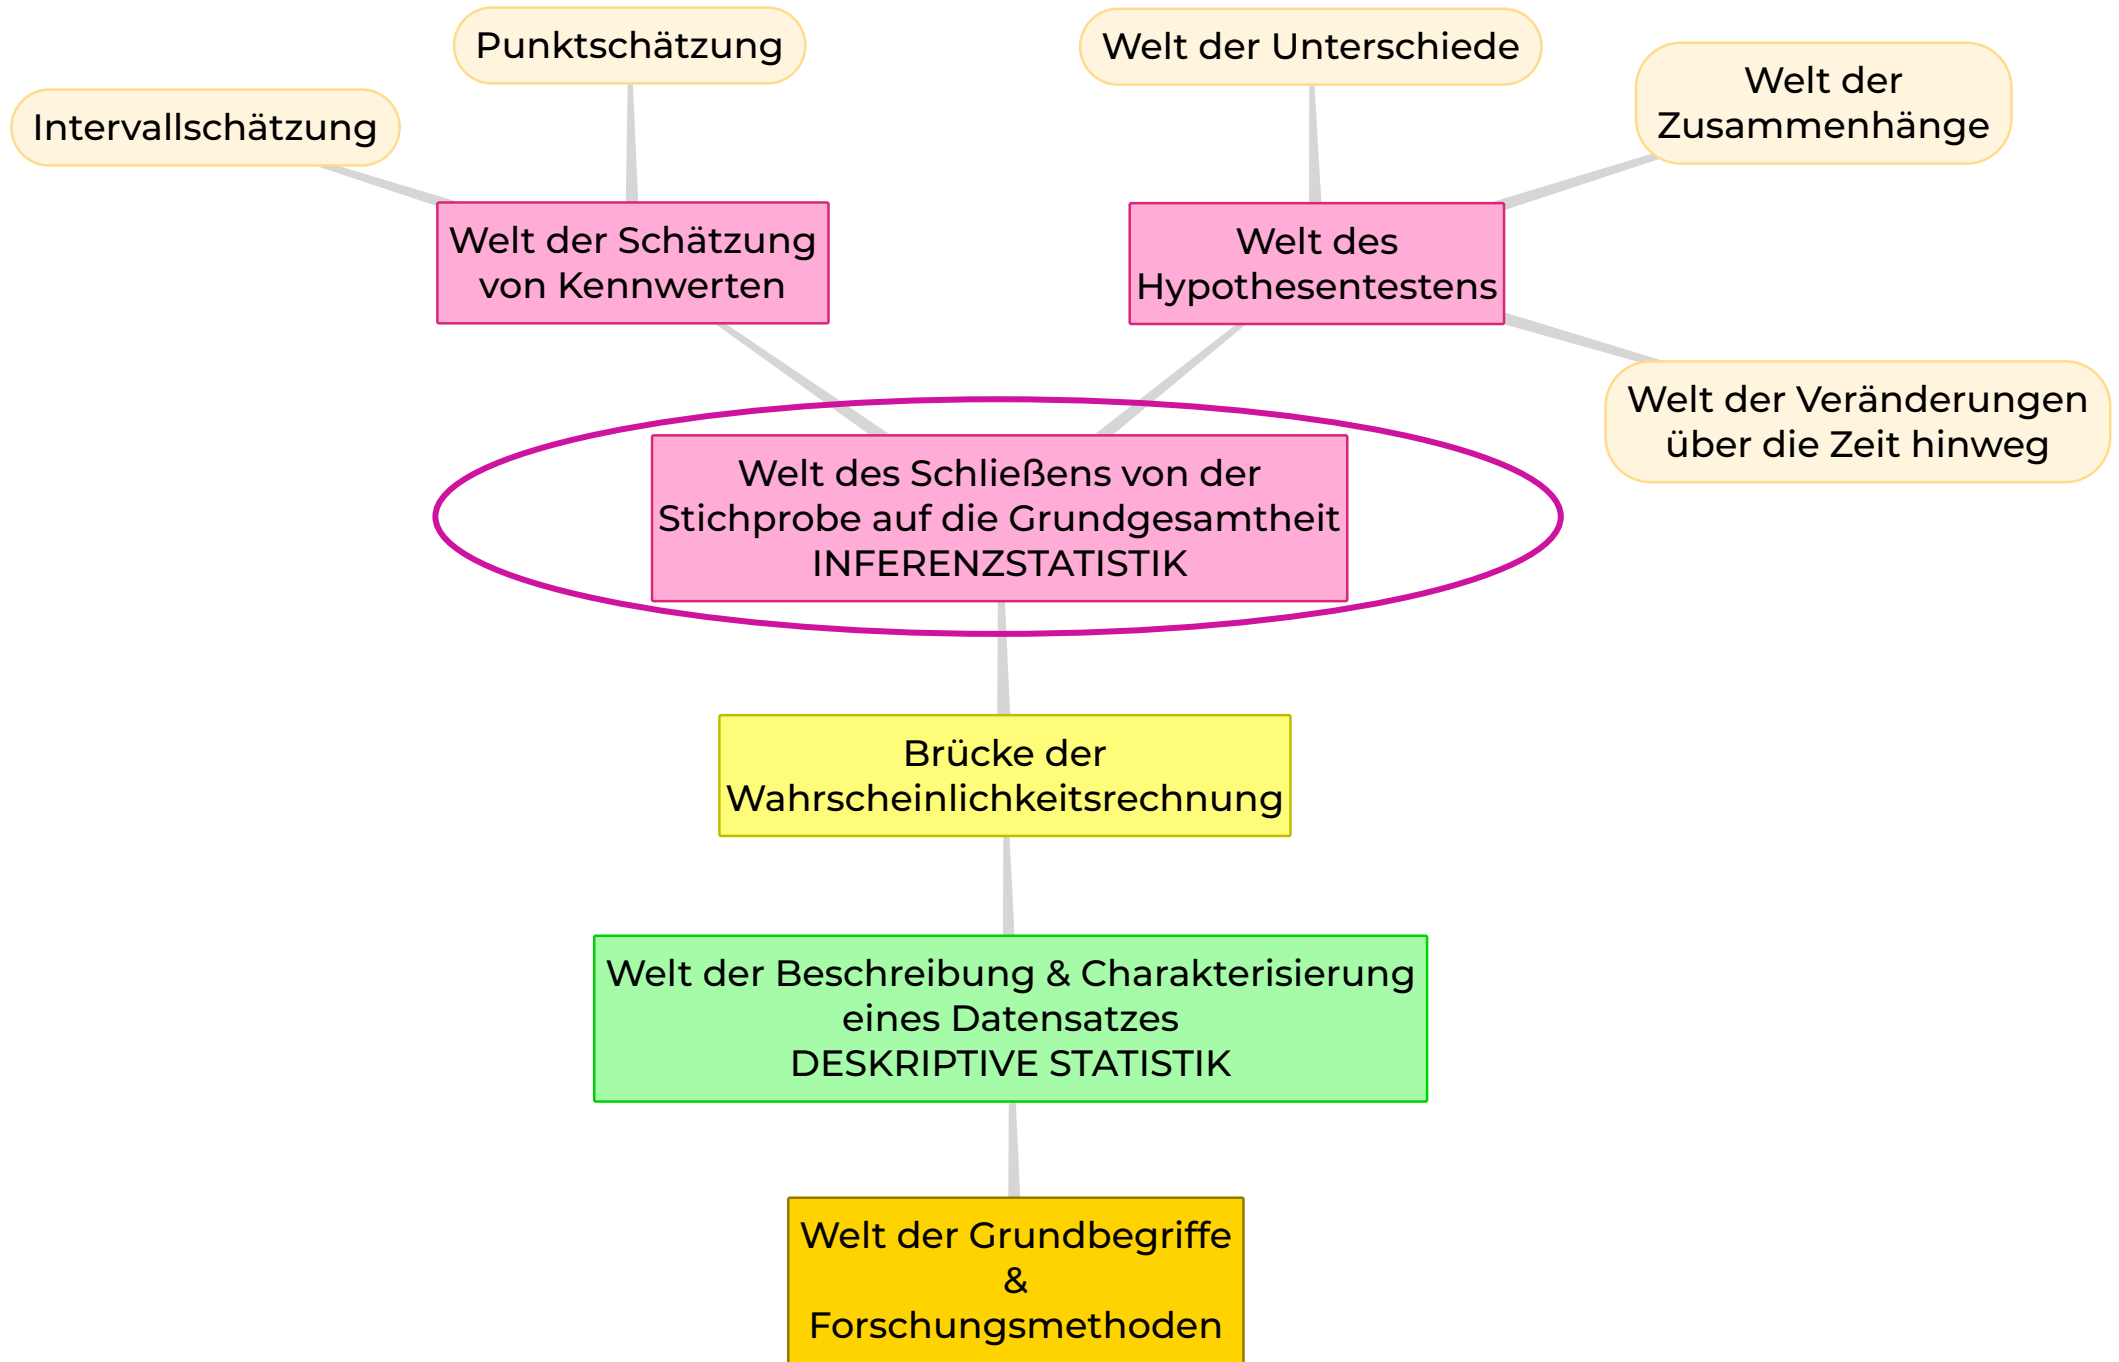 Punktschätzung
Welt der Unterschiede
Intervallschätzung
Welt der
Zusammenhänge
Welt der Schätzung
von Kennwerten
Welt des
Hypothesentestens
Welt der Veränderungen
über die Zeit hinweg
Welt des Schließens von der
Stichprobe auf die Grundgesamtheit
INFERENZSTATISTIK
Brücke der
Wahrscheinlichkeitsrechnung
Welt der Beschreibung & Charakterisierung
eines Datensatzes
DESKRIPTIVE STATISTIK
Welt der Grundbegriffe
&
Forschungsmethoden